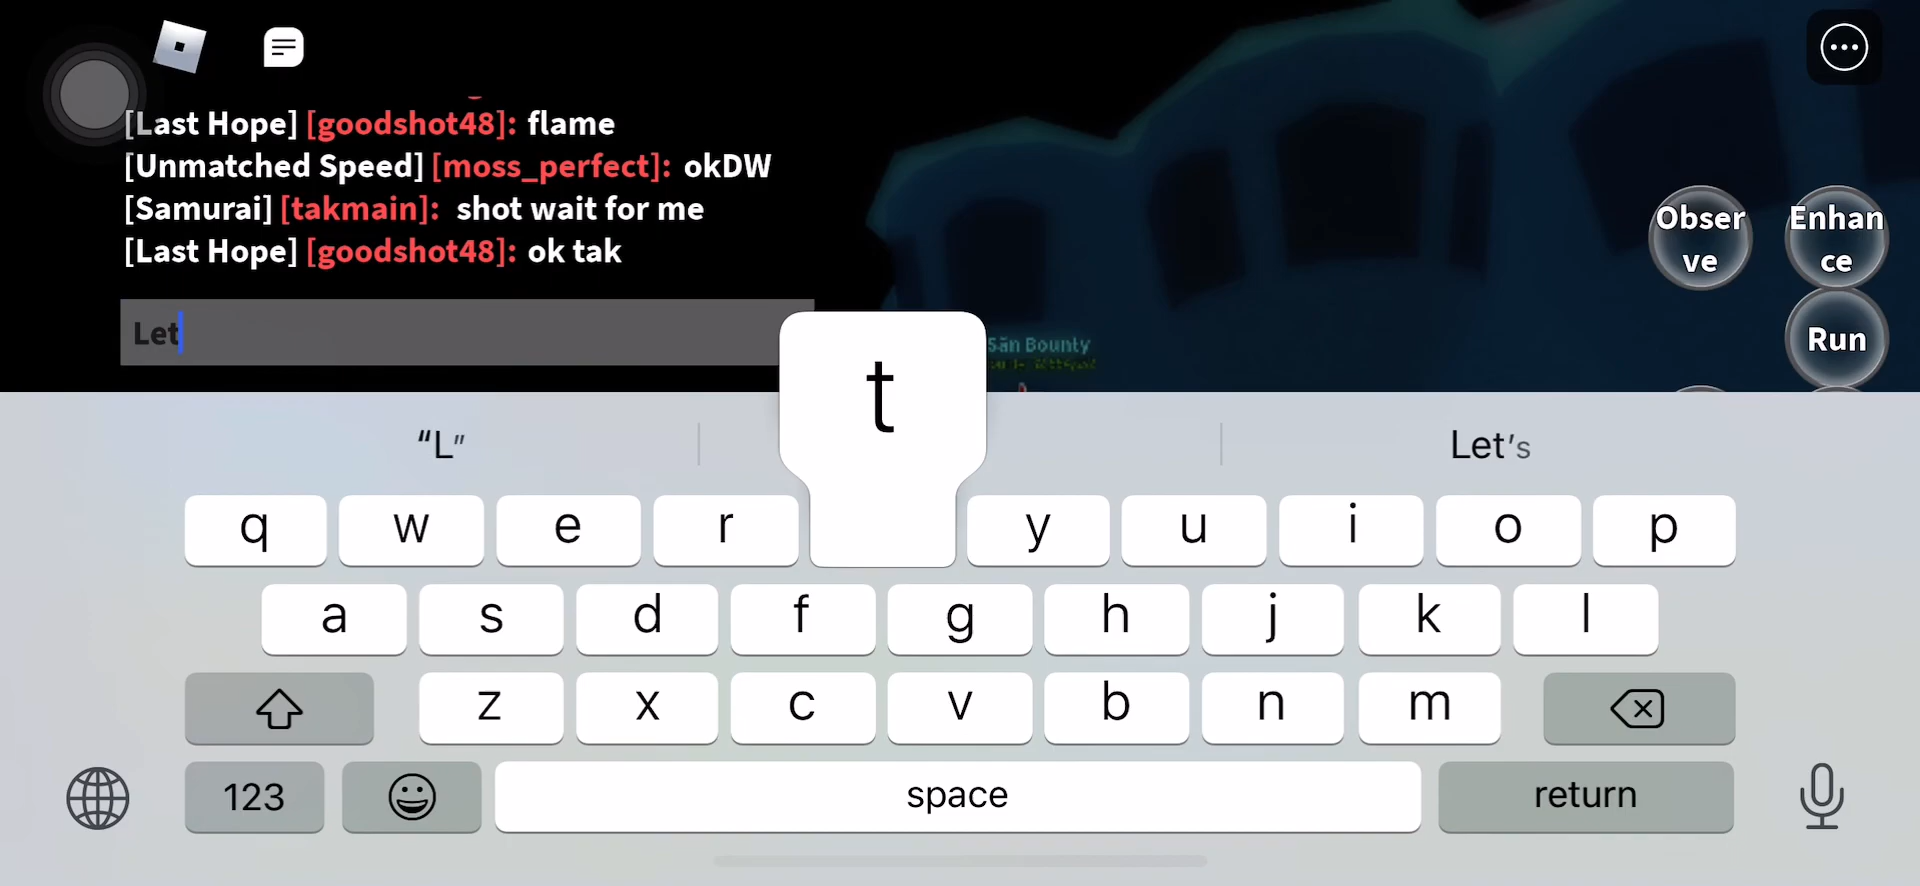 [Last Hope] [goodshot48]: flame
[Unmatched Speed] [moss_perfect]: okDW
[Samurai] [takmain]: shot wait for me
[Last Hope] [goodshot48]: ok tak
Obser
ve
Enhan
ce
Let
Săn Bounty
Run
t
“L”
Let's
q w e r y u i o p
a s d f g h j k l
z x c v b n m
123
space
return